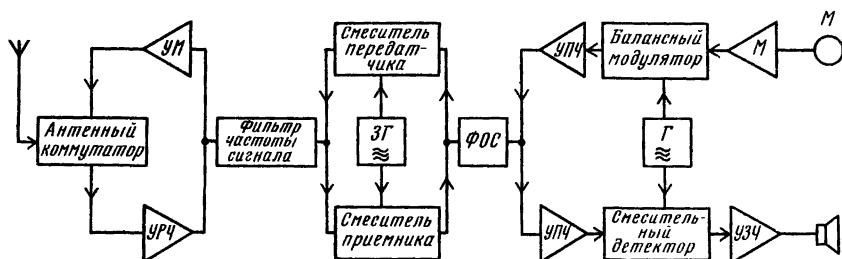 УМ
Антенный
коммутатор
УРЧ
Фильтр
частоты
сигнала
Смеситель
передат-
чика
ЗГ
Смеситель
приемника
ФОС
УПЧ
Балансный
модулятор
М
М
Г
УПЧ
Смеситель-
ный
детектор
УЗЧ